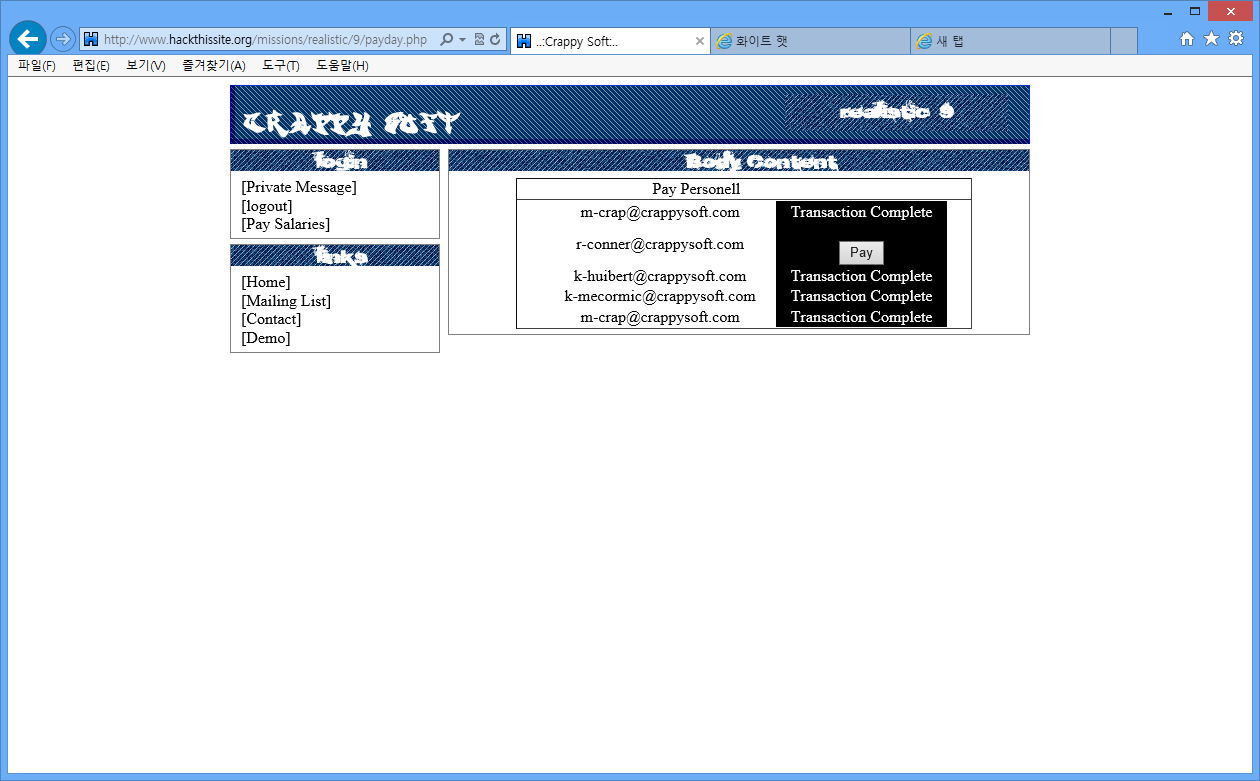 http://www.hackthissite.org/missions/realistic/9/payday.php
..:Crappy Soft:..
화이트 햇
새 탭
파일(F) 편집(E) 보기(V) 즐겨찾기(A) 도구(T) 도움말(H)
CRAPPY SOFT
realistic 9
login
[Private Message]
[logout]
[Pay Salaries]
links
[Home]
[Mailing List]
[Contact]
[Demo]
Body Content
Pay Personell
m-crap@crappysoft.com Transaction Complete
r-conner@crappysoft.com Pay
k-huibert@crappysoft.com Transaction Complete
k-mecormic@crappysoft.com Transaction Complete
m-crap@crappysoft.com Transaction Complete